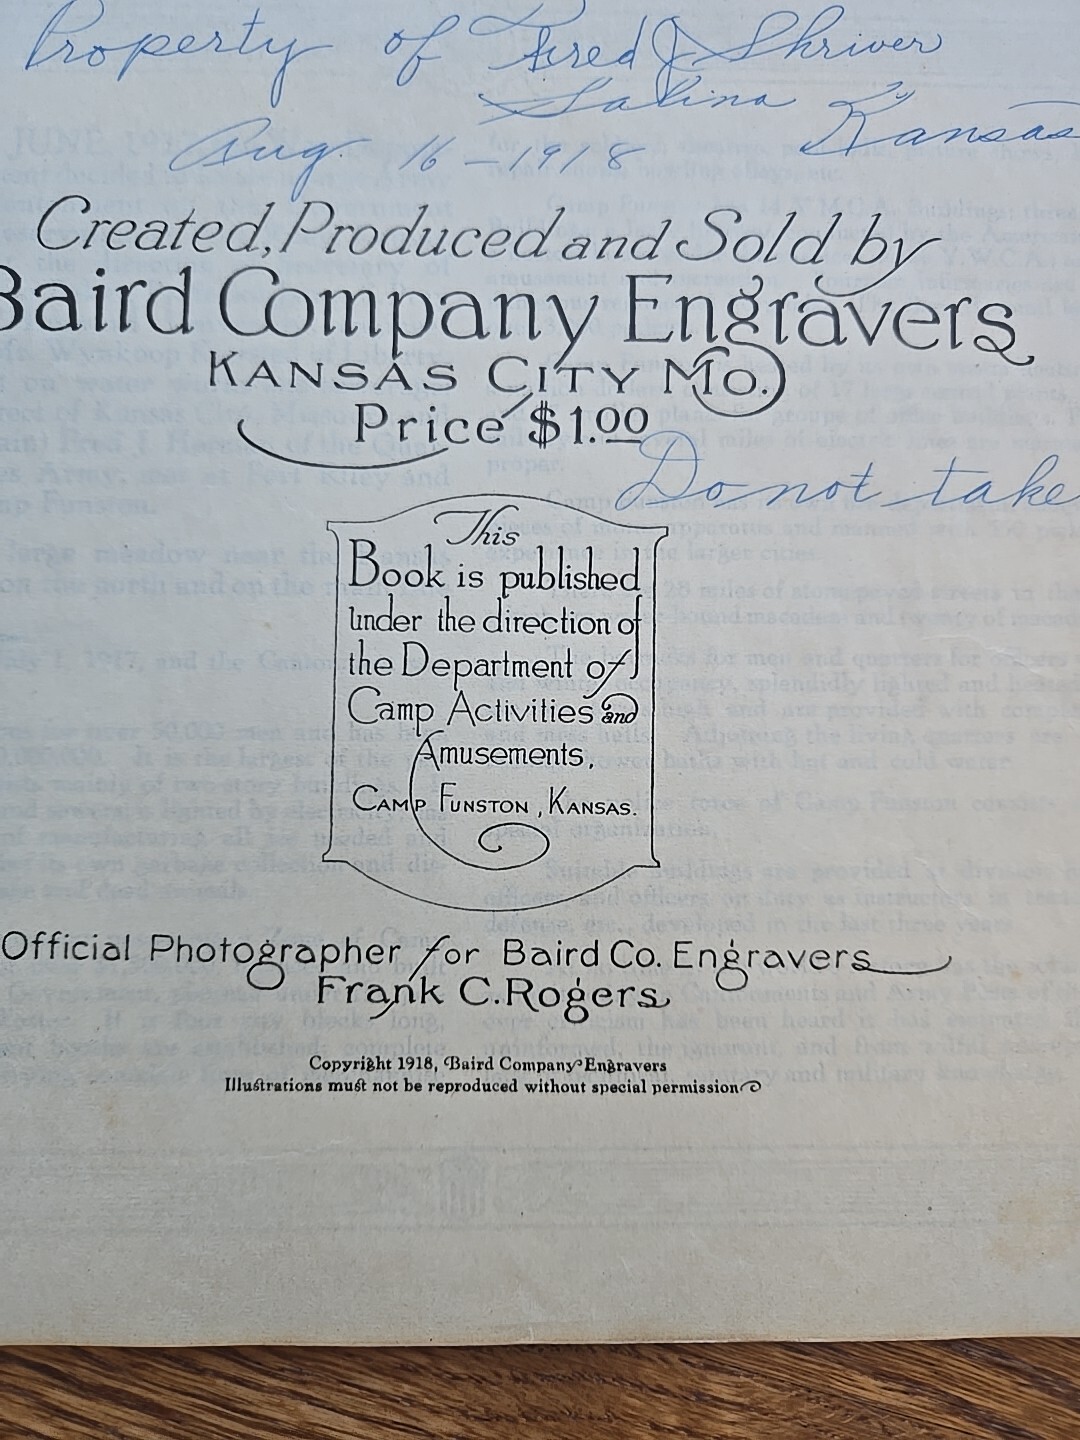 Property of Fred J Shriver
Salina Kansas
Aug 16 - 1918
Created, Produced and Sold by
Baird Company Engravers
KANSAS CITY MO.
Price $1.00
Do not take
This
Book is published
under the direction of
the Department of
Camp Activities and
Amusements,
CAMP FUNSTON, KANSAS.
Official Photographer for Baird Co. Engravers
Frank C. Rogers
Copyright 1918, Baird Company Engravers
Illustrations must not be reproduced without special permission